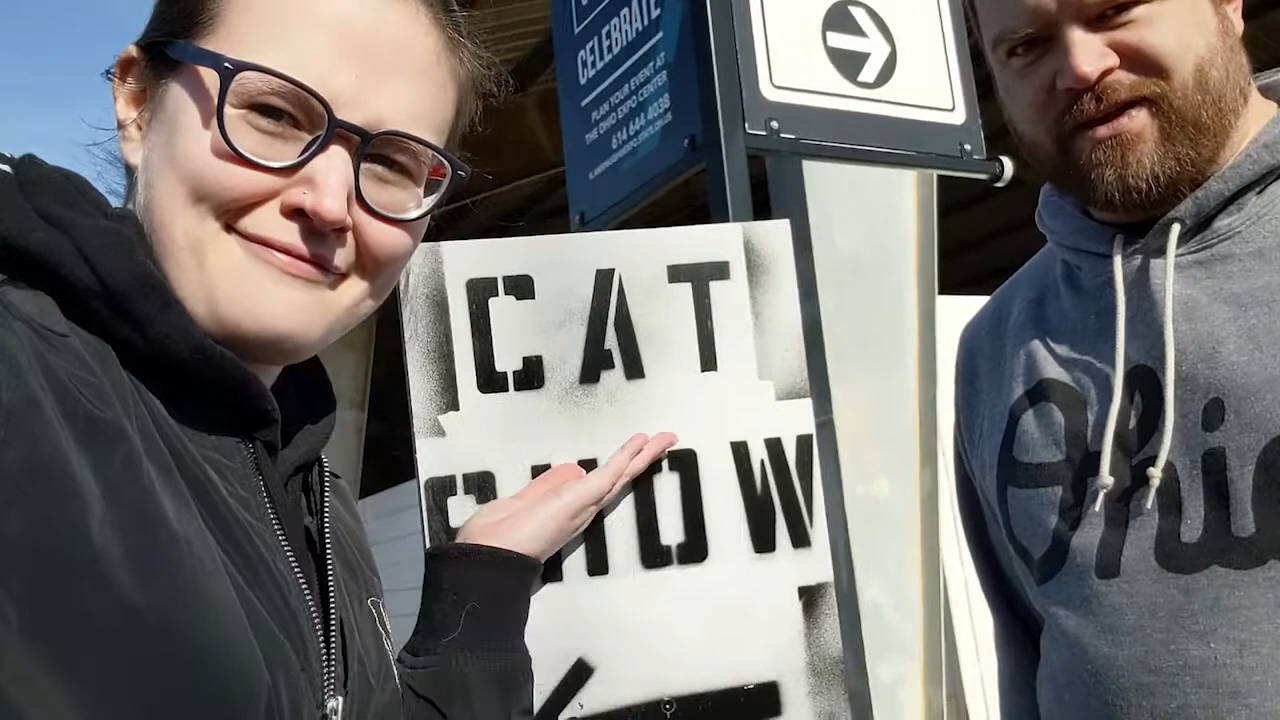 CELEBRATE
PLAN YOUR EVENT AT
THE OHIO EXPO CENTER
614 644 4038
CAT
SHOW
Ohio